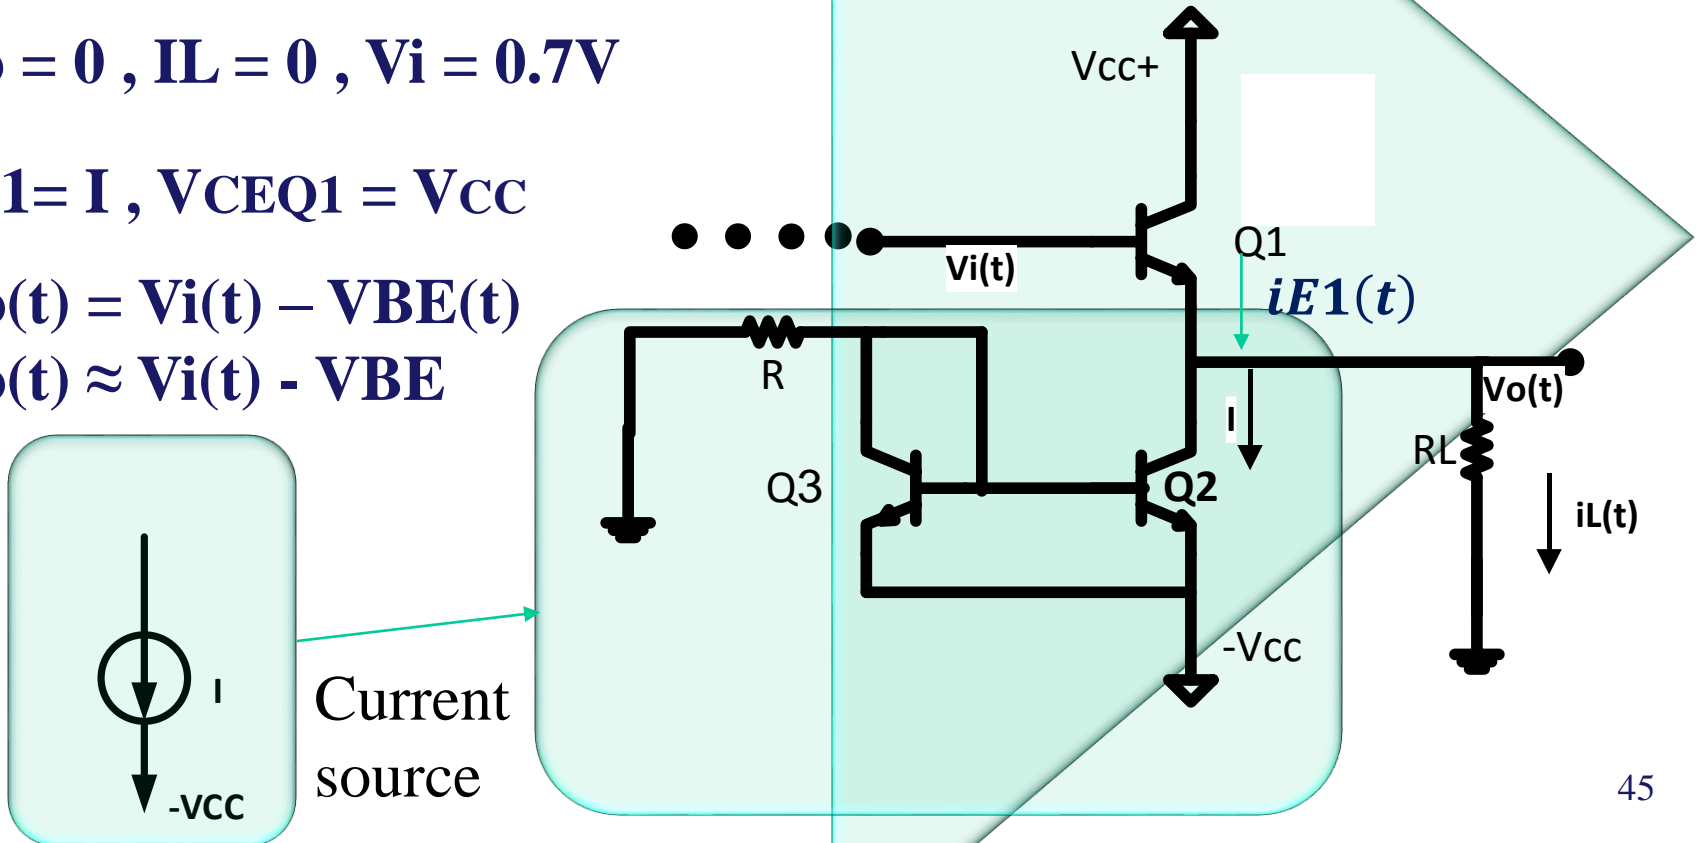 = 0 , IL = 0 , Vi = 0.7V
1= I , VCEQ1 = VCC
(t) = Vi(t) – VBE(t)
(t) ≈ Vi(t) - VBE
Vcc+
Q1
Vi(t)
iE1(t)
R
I
Vo(t)
RL
Q3
Q2
iL(t)
-Vcc
I
-VCC
Current
source
45